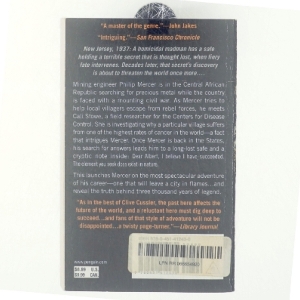 "A master of the genre."—John Jakes
"Intriguing."—San Francisco Chronicle
New Jersey, 1937: A homicidal madman has a safe
holding a terrible secret that is thought lost, when fiery
fate intervenes. Decades later, that secret's discovery
is about to threaten the world once more....
Mining engineer Philip Mercer is in the Central African
Republic searching for precious metal while the country
is faced with a mounting civil war. As Mercer tries to
help local villagers escape rebel forces, he meets
Cali Stowe, a field researcher for the Centers for Disease
Control. She is investigating why a particular village suffers
from one of the highest rates of cancer in the world—a fact
that intrigues Mercer. Once Mercer is back in the States,
his search for answers leads him to a long-lost safe and a
cryptic note inside: Dear Albert, I believe I have succeeded.
This launches Mercer on the most spectacular adventure
of his career—one that will leave a city in flames...and
reveal the truth behind three thousand years of legend.
"As in the best of Clive Cussler, the past here affects the
future of the world, and a reluctant hero must dig deep to
succeed...and fans of this style of adventure will not be
disappointed...a twisty page-turner."—Library Journal
U.S.
CAN.